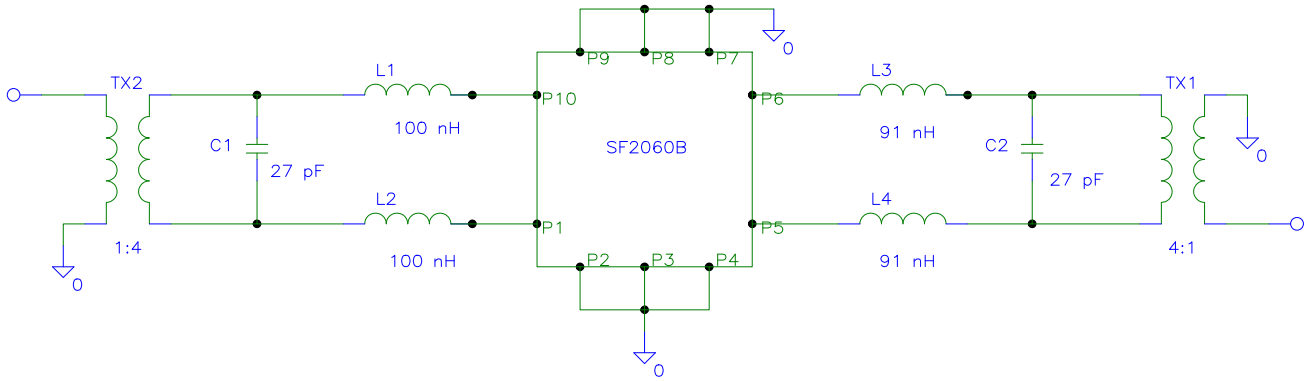 P9
P8
P7
0
TX2
L1
P10
P6
L3
TX1
100 nH
91 nH
C1
SF2060B
C2
0
27 pF
27 pF
L2
P1
P5
L4
1:4
4:1
100 nH
P2
P3
P4
91 nH
0
0